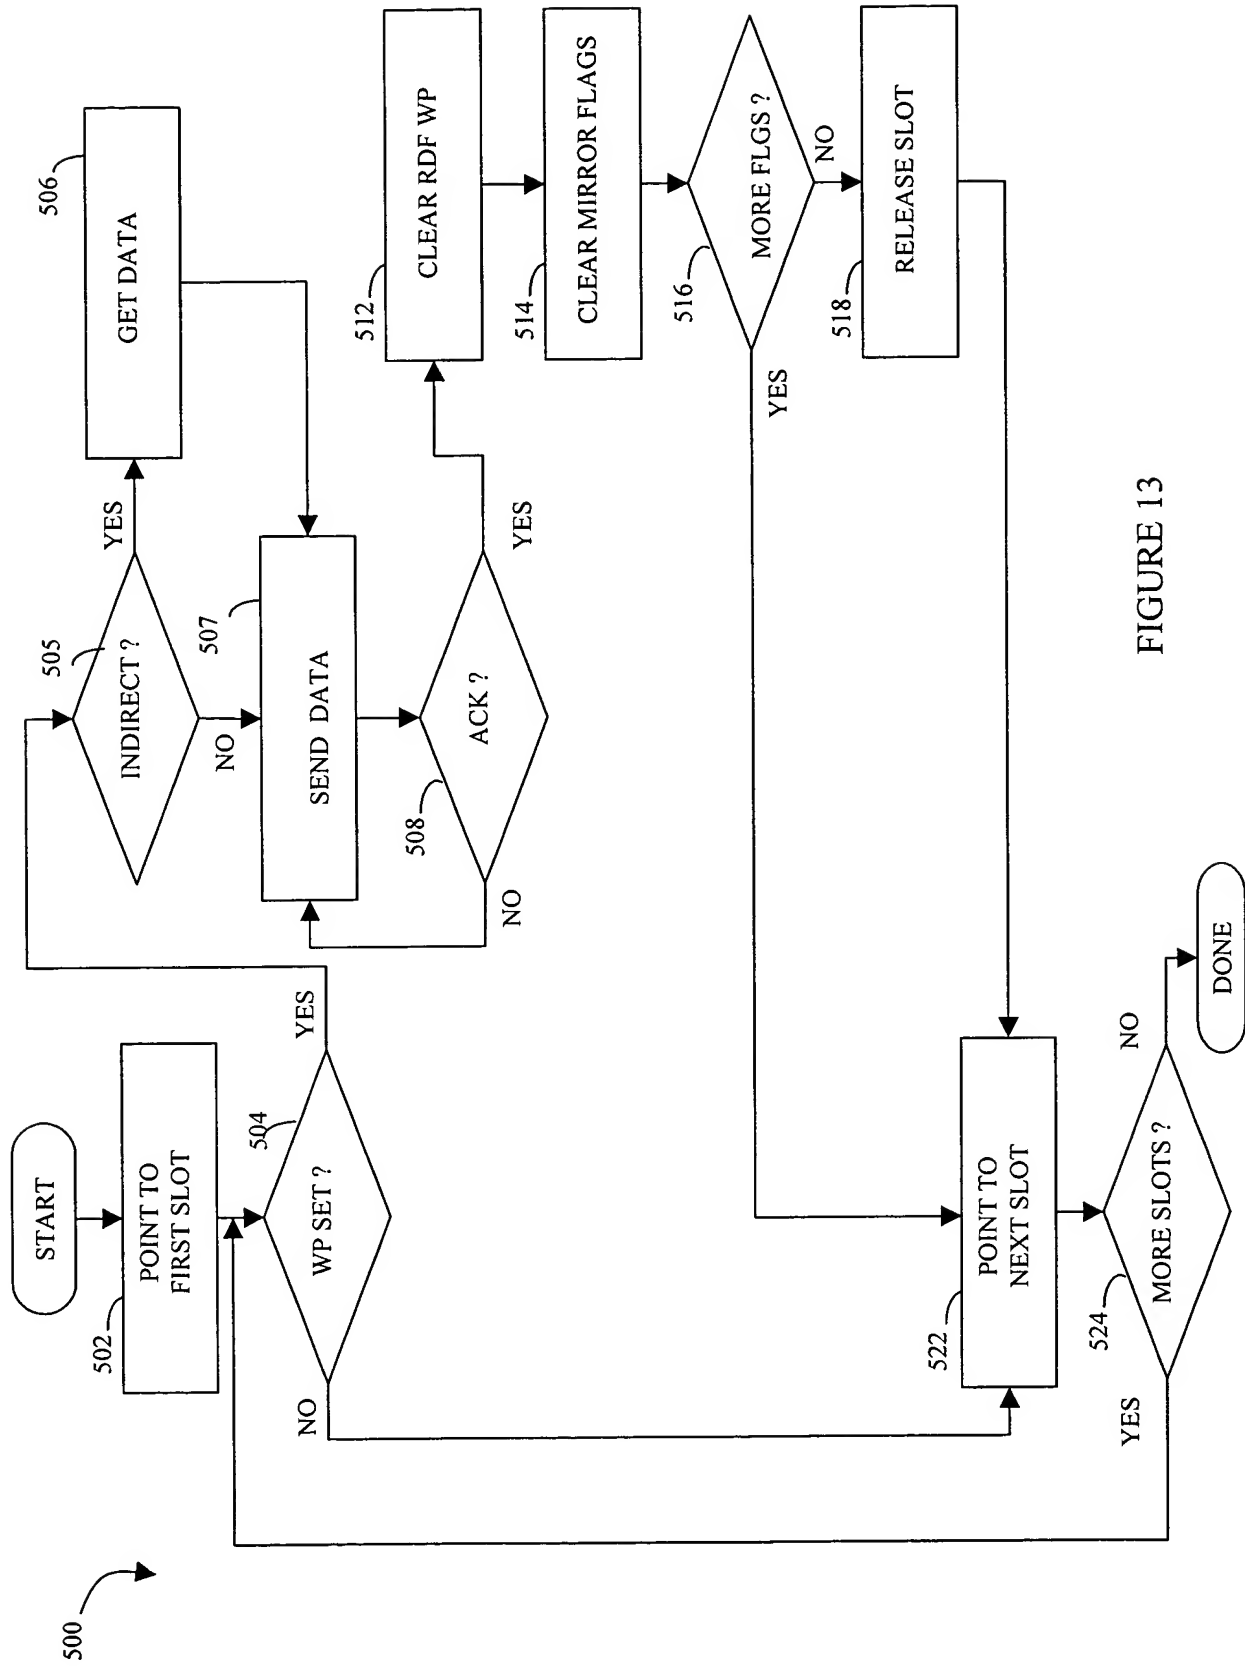 500
START
502
POINT TO
FIRST SLOT
504
WP SET ?
YES
NO
505
INDIRECT ?
YES
NO
506
GET DATA
507
SEND DATA
508
ACK ?
YES
NO
512
CLEAR RDF WP
514
CLEAR MIRROR FLAGS
516
MORE FLGS ?
YES
NO
518
RELEASE SLOT
522
POINT TO
NEXT SLOT
524
MORE SLOTS ?
YES
NO
DONE
FIGURE 13